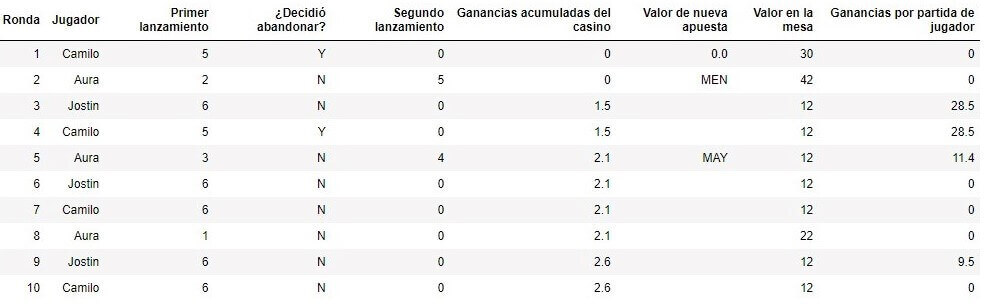 Ronda Jugador Primer lanzamiento ¿Decidió abandonar? Segundo lanzamiento Ganancias acumuladas del casino Valor de nueva apuesta Valor en la mesa Ganancias por partida de jugador
1 Camilo 5 Y 0 0 0.0 30 0
2 Aura 2 N 5 0 MEN 42 0
3 Jostin 6 N 0 1.5 12 28.5
4 Camilo 5 Y 0 1.5 12 28.5
5 Aura 3 N 4 2.1 MAY 12 11.4
6 Jostin 6 N 0 2.1 12 0
7 Camilo 6 N 0 2.1 12 0
8 Aura 1 N 0 2.1 22 0
9 Jostin 6 N 0 2.6 12 9.5
10 Camilo 6 N 0 2.6 12 0